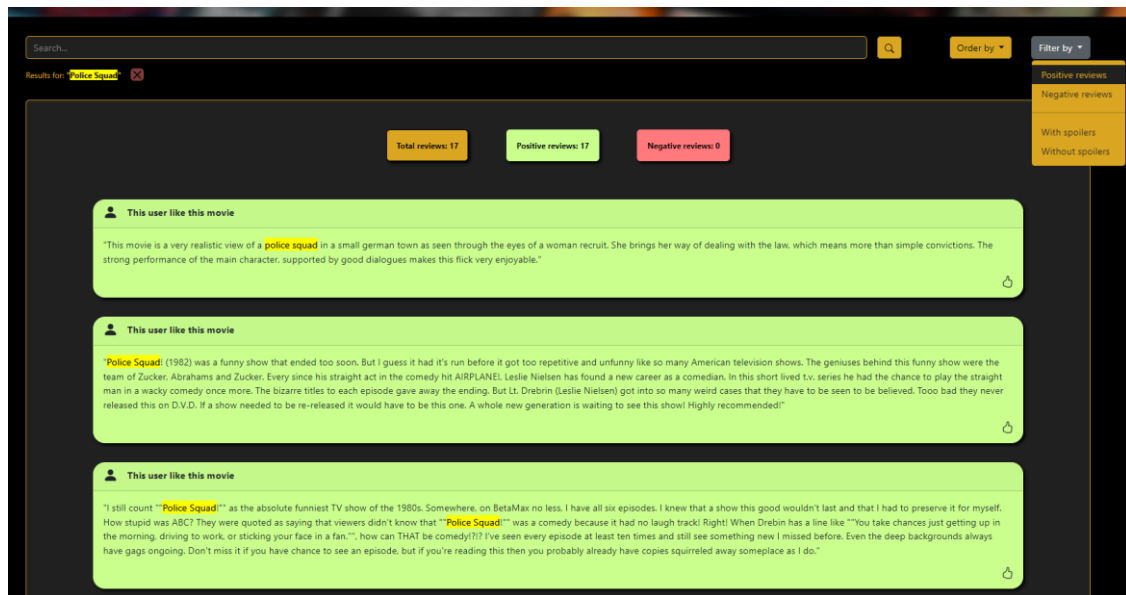 Search...
Order by
Filter by
Results for: "Police Squad"
Positive reviews
Negative reviews
With spoilers
Without spoilers
Total reviews: 17
Positive reviews: 17
Negative reviews: 0
This user like this movie
"This movie is a very realistic view of a police squad in a small german town as seen through the eyes of a woman recruit. She brings her way of dealing with the law, which means more than simple convictions. The
strong performance of the main character, supported by good dialogues makes this flick very enjoyable."
This user like this movie
"Police Squad! (1982) was a funny show that ended too soon. But I guess it had it's run before it got too repetitive and unfunny like so many American television shows. The geniuses behind this funny show were the
team of Zucker, Abrahams and Zucker. Every since his straight act in the comedy hit AIRPLANE!, Leslie Nielsen has found a new career as a comedian. In this short lived t.v. series he had the chance to play the straight
man in a wacky comedy once more. The bizarre titles to each episode gave away the ending. But Lt. Drebin (Leslie Nielsen) got into so many weird cases that they have to be seen to be believed. Tooo bad they never
released this on D.V.D. If a show needed to be re-released it would have to be this one. A whole new generation is waiting to see this show! Highly recommended!"
This user like this movie
"I still count ""Police Squad!"" as the absolute funniest TV show of the 1980s. Somewhere, on BetaMax no less, I have all six episodes. I knew that a show this good wouldn't last and that I had to preserve it for myself.
How stupid was ABC? They were quoted as saying that viewers didn't know that ""Police Squad!"" was a comedy because it had no laugh track! Right! When Drebin has a line like ""You take chances just getting up in
the morning, driving to work, or sticking your face in a fan."", how can THAT be comedy!?!? I've seen every episode at least ten times and still see something new I missed before. Even the deep backgrounds always
have gags ongoing. Don't miss it if you have chance to see an episode, but if you're reading this then you probably already have copies squirreled away someplace as I do."